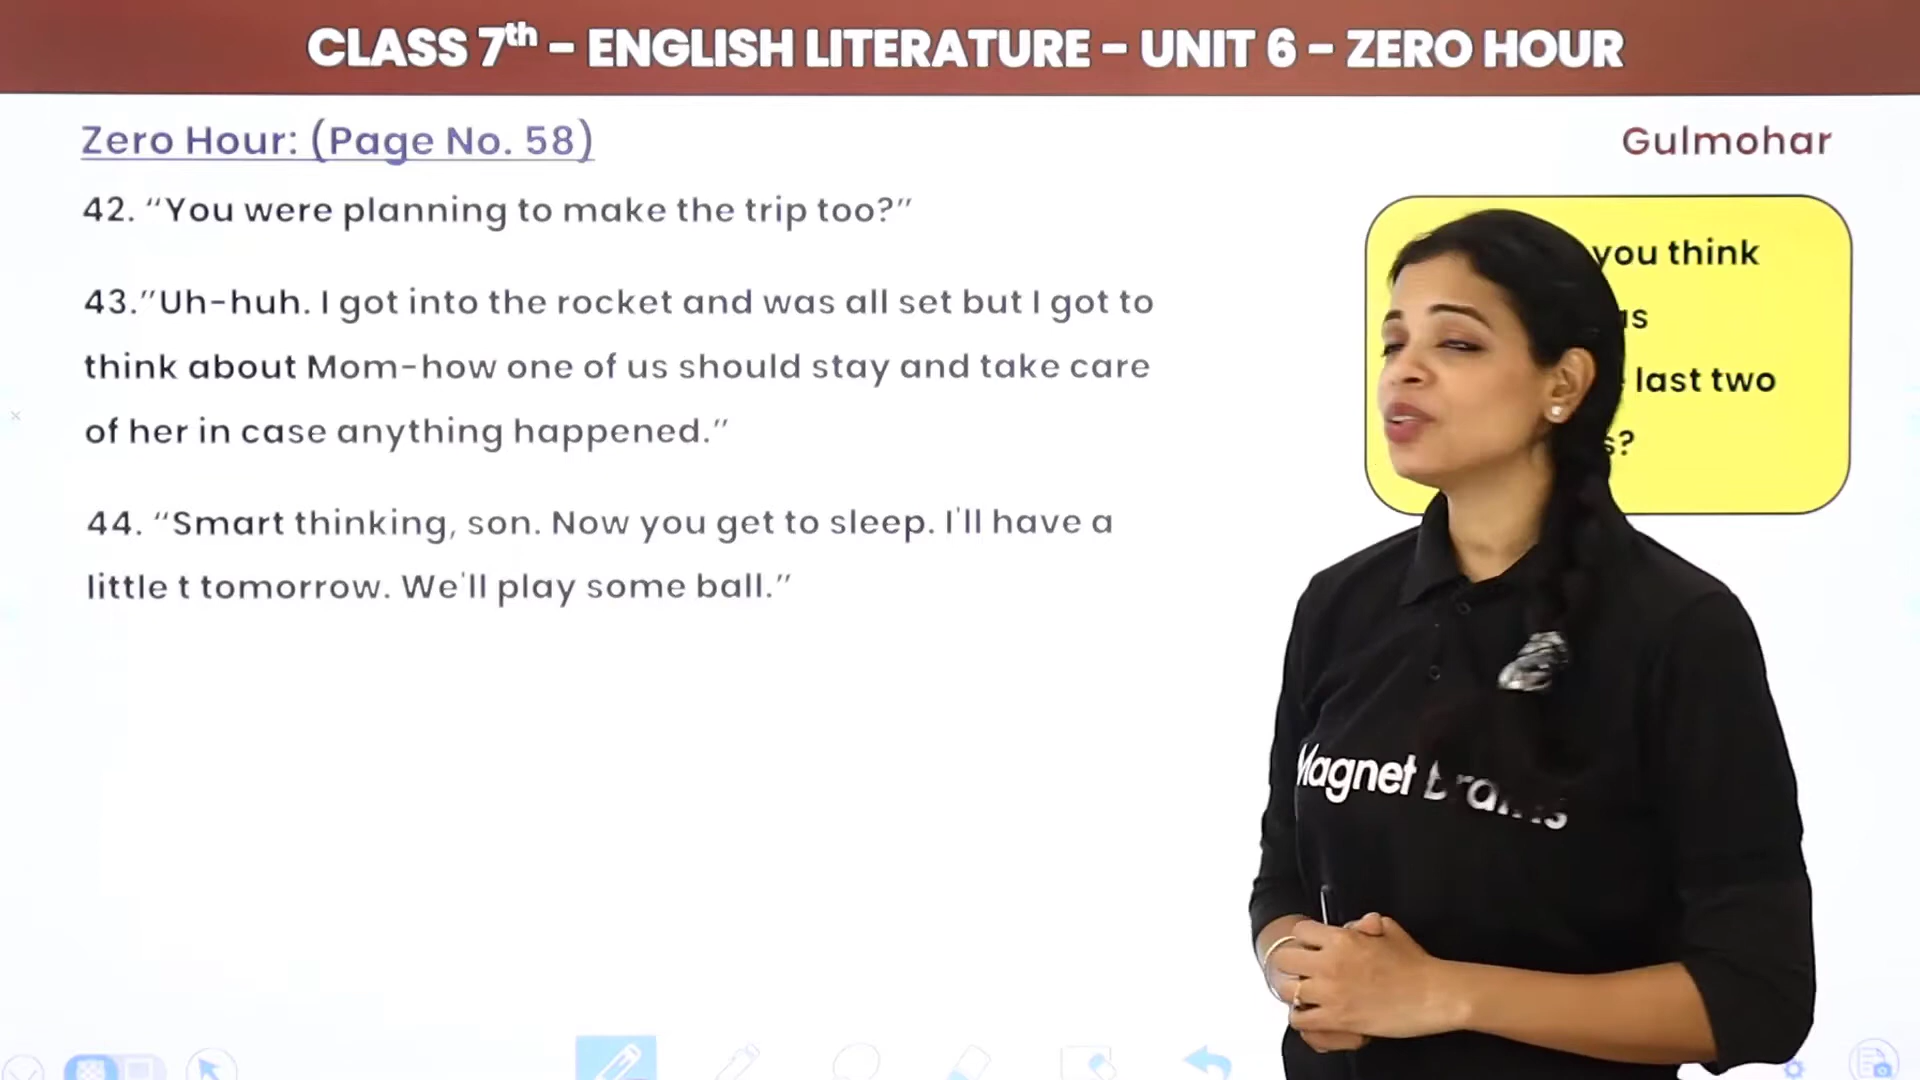 CLASS 7th - ENGLISH LITERATURE - UNIT 6 - ZERO HOUR
Zero Hour: (Page No. 58)
Gulmohar
42. “You were planning to make the trip too?”
43.”Uh-huh. I got into the rocket and was all set but I got to
think about Mom-how one of us should stay and take care
of her in case anything happened.”
44. “Smart thinking, son. Now you get to sleep. I'll have a
little t tomorrow. We'll play some ball.”
you think
last two
Magnet